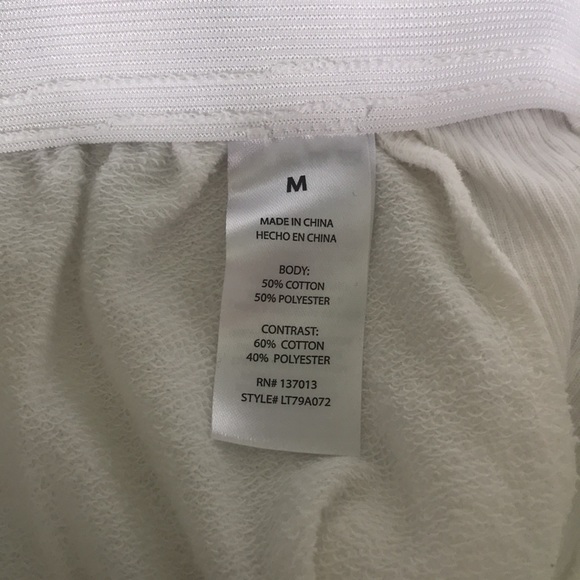 M
MADE IN CHINA
HECHO EN CHINA
BODY:
50% COTTON
50% POLYESTER
CONTRAST:
60% COTTON
40% POLYESTER
RN# 137013
STYLE# LT79A072